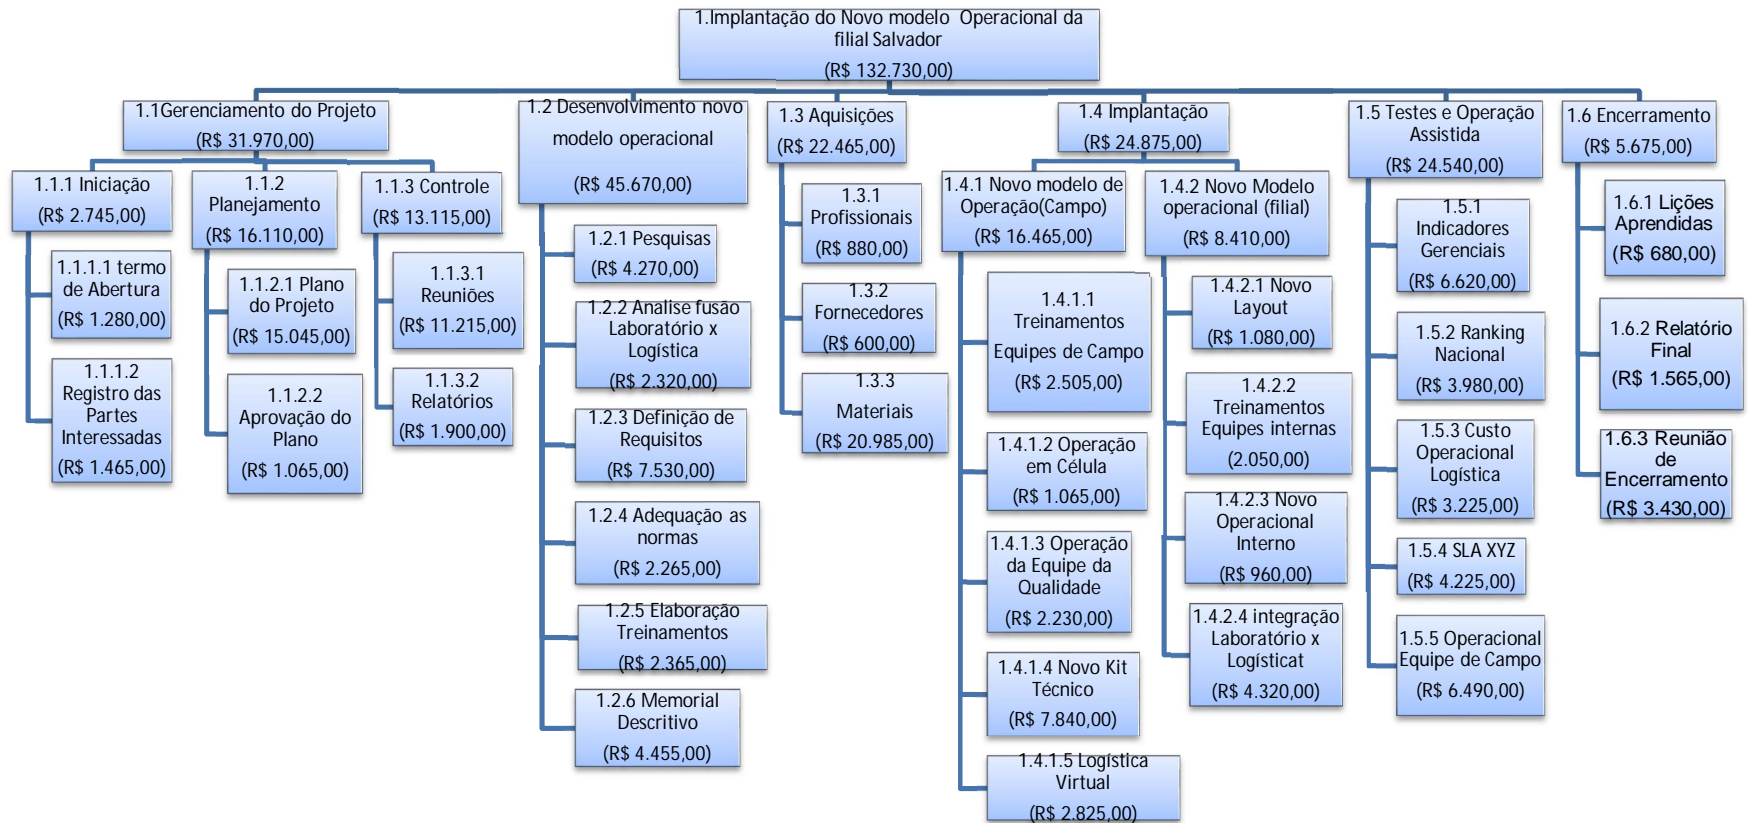 1.Implantação do Novo modelo Operacional da
filial Salvador
(R$ 132.730,00)
1.1Gerenciamento do Projeto
(R$ 31.970,00)
1.1.1 Iniciação
(R$ 2.745,00)
1.1.1.1 termo
de Abertura
(R$ 1.280,00)
1.1.1.2
Registro das
Partes
Interessadas
(R$ 1.465,00)
1.1.2
Planejamento
(R$ 16.110,00)
1.1.2.1 Plano
do Projeto
(R$ 15.045,00)
1.1.2.2
Aprovação do
Plano
(R$ 1.065,00)
1.1.3 Controle
(R$ 13.115,00)
1.1.3.1
Reuniões
(R$ 11.215,00)
1.1.3.2
Relatórios
(R$ 1.900,00)
1.2 Desenvolvimento novo
modelo operacional
(R$ 45.670,00)
1.2.1 Pesquisas
(R$ 4.270,00)
1.2.2 Analise fusão
Laboratório x
Logística
(R$ 2.320,00)
1.2.3 Definição de
Requisitos
(R$ 7.530,00)
1.2.4 Adequação as
normas
(R$ 2.265,00)
1.2.5 Elaboração
Treinamentos
(R$ 2.365,00)
1.2.6 Memorial
Descritivo
(R$ 4.455,00)
1.3 Aquisições
(R$ 22.465,00)
1.3.1
Profissionais
(R$ 880,00)
1.3.2
Fornecedores
(R$ 600,00)
1.3.3
Materiais
(R$ 20.985,00)
1.4 Implantação
(R$ 24.875,00)
1.4.1 Novo modelo de
Operação(Campo)
(R$ 16.465,00)
1.4.1.1
Treinamentos
Equipes de Campo
(R$ 2.505,00)
1.4.1.2 Operação
em Célula
(R$ 1.065,00)
1.4.1.3 Operação
da Equipe da
Qualidade
(R$ 2.230,00)
1.4.1.4 Novo Kit
Técnico
(R$ 7.840,00)
1.4.1.5 Logística
Virtual
(R$ 2.825,00)
1.4.2 Novo Modelo
operacional (filial)
(R$ 8.410,00)
1.4.2.1 Novo
Layout
(R$ 1.080,00)
1.4.2.2
Treinamentos
Equipes internas
(2.050,00)
1.4.2.3 Novo
Operacional
Interno
(R$ 960,00)
1.4.2.4 integração
Laboratório x
Logísticat
(R$ 4.320,00)
1.5 Testes e Operação
Assistida
(R$ 24.540,00)
1.5.1
Indicadores
Gerenciais
(R$ 6.620,00)
1.5.2 Ranking
Nacional
(R$ 3.980,00)
1.5.3 Custo
Operacional
Logística
(R$ 3.225,00)
1.5.4 SLA XYZ
(R$ 4.225,00)
1.5.5 Operacional
Equipe de Campo
(R$ 6.490,00)
1.6 Encerramento
(R$ 5.675,00)
1.6.1 Lições
Aprendidas
(R$ 680,00)
1.6.2 Relatório
Final
(R$ 1.565,00)
1.6.3 Reunião
de
Encerramento
(R$ 3.430,00)